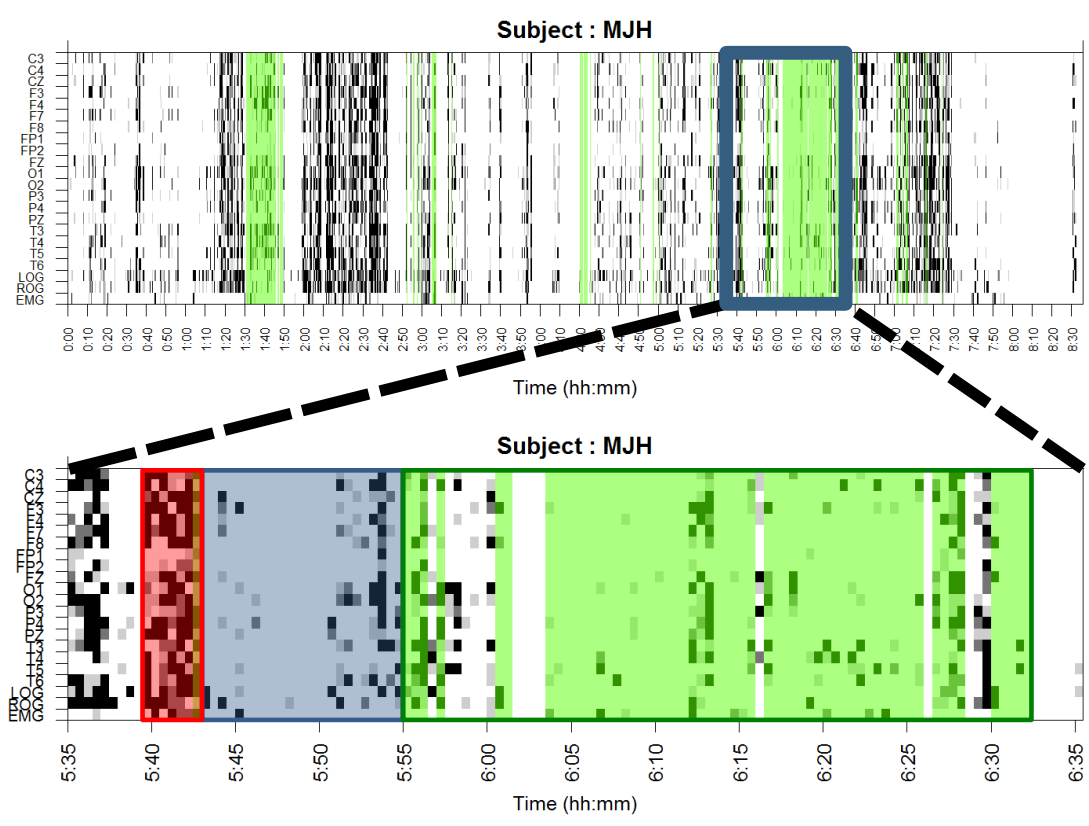 Subject : MJH
C3
C4
CZ
F3
F4
F7
F8
FP1
FP2
FZ
O1
O2
P3
P4
PZ
T3
T4
T5
T6
LOG
ROG
EMG
0:00 0:10 0:20 0:30 0:40 0:50 1:00 1:10 1:20 1:30 1:40 1:50 2:00 2:10 2:20 2:30 2:40 2:50 3:00 3:10 3:20 3:30 3:40 3:50 4:00 4:10 4:20 4:30 4:40 4:50 5:00 5:10 5:20 5:30 5:40 5:50 6:00 6:10 6:20 6:30 6:40 6:50 7:00 7:10 7:20 7:30 7:40 7:50 8:00 8:10 8:20 8:30
Time (hh:mm)
Subject : MJH
C3
C4
CZ
F3
F4
F7
F8
FP1
FP2
FZ
O1
O2
P3
P4
PZ
T3
T4
T5
T6
LOG
ROG
EMG
5:35 5:40 5:45 5:50 5:55 6:00 6:05 6:10 6:15 6:20 6:25 6:30 6:35
Time (hh:mm)